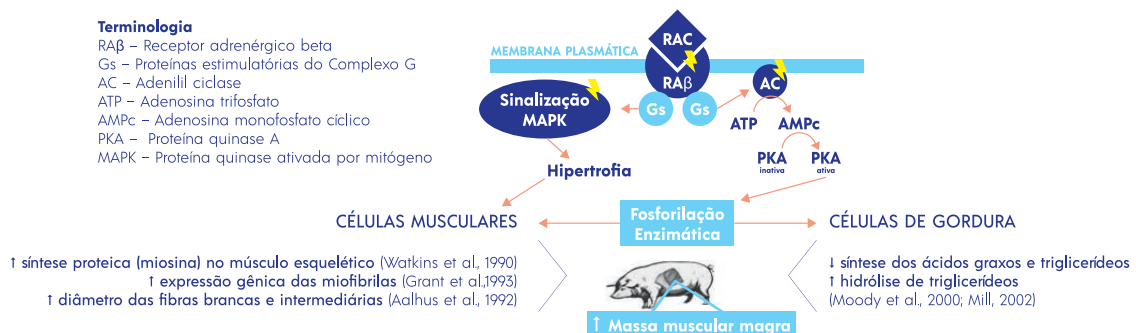 Terminologia
RAβ – Receptor adrenérgico beta
Gs – Proteínas estimulatórias do Complexo G
AC – Adenilil ciclase
ATP – Adenosina trifosfato
AMPc – Adenosina monofosfato cíclico
PKA – Proteína quinase A
MAPK – Proteína quinase ativada por mitógeno
MEMBRANA PLASMÁTICA
RAC
RAβ
Gs
Gs
AC
Sinalização
MAPK
ATP
AMPc
PKA
inativa
PKA
ativa
Hipertrofia
Fosforilação
Enzimática
CÉLULAS MUSCULARES
↑ síntese proteica (miosina) no músculo esquelético (Watkins et al., 1990)
↑ expressão gênica das miofibrilas (Grant et al.,1993)
↑ diâmetro das fibras brancas e intermediárias (Aalhus et al., 1992)
CÉLULAS DE GORDURA
↓ síntese dos ácidos graxos e triglicerídeos
↑ hidrólise de triglicerídeos
(Moody et al., 2000; Mill, 2002)
↑ Massa muscular magra